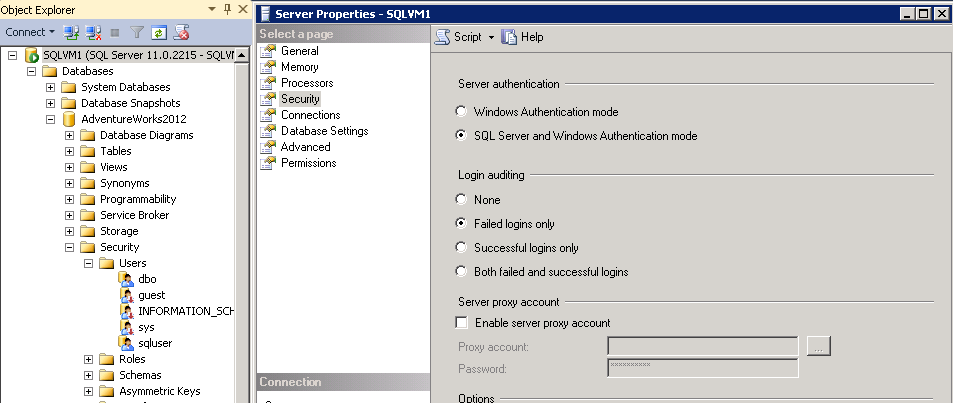 Object Explorer
Connect
SQLVM1 (SQL Server 11.0.2215 - SQLVM
Databases
System Databases
Database Snapshots
AdventureWorks2012
Database Diagrams
Tables
Views
Synonyms
Programmability
Service Broker
Storage
Security
Users
dbo
guest
INFORMATION_SCH
sys
sqluser
Roles
Schemas
Asymmetric Keys
Server Properties - SQLVM1
Select a page
General
Memory
Processors
Security
Connections
Database Settings
Advanced
Permissions
Connection
Script Help
Server authentication
Windows Authentication mode
SQL Server and Windows Authentication mode
Login auditing
None
Failed logins only
Successful logins only
Both failed and successful logins
Server proxy account
Enable server proxy account
Proxy account: ...
Password: **********
Options